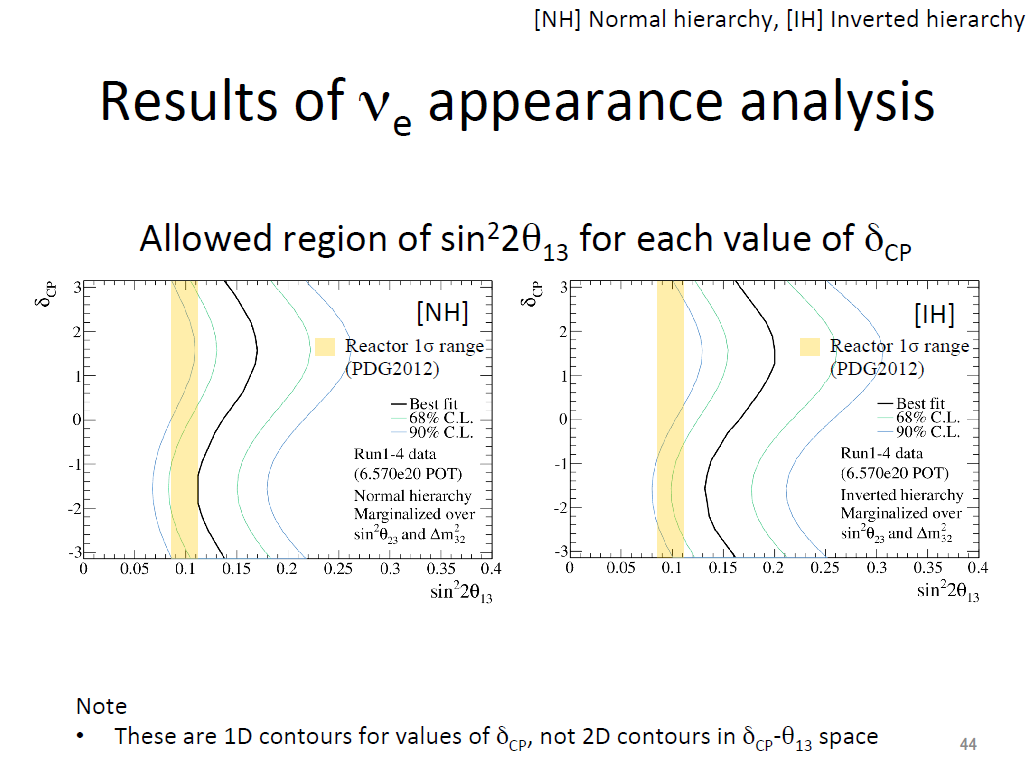 [NH] Normal hierarchy, [IH] Inverted hierarchy
Results of νe appearance analysis
Allowed region of sin²2θ13 for each value of δCP
δCP
3
2
1
0
-1
-2
-3
[NH]
Reactor 1σ range
(PDG2012)
Best fit
68% C.L.
90% C.L.
Run1-4 data
(6.570e20 POT)
Normal hierarchy
Marginalized over
sin²θ23 and Δm²32
0 0.05 0.1 0.15 0.2 0.25 0.3 0.35 0.4
sin²2θ13
δCP
3
2
1
0
-1
-2
-3
[IH]
Reactor 1σ range
(PDG2012)
Best fit
68% C.L.
90% C.L.
Run1-4 data
(6.570e20 POT)
Inverted hierarchy
Marginalized over
sin²θ23 and Δm²32
0 0.05 0.1 0.15 0.2 0.25 0.3 0.35 0.4
sin²2θ13
Note
• These are 1D contours for values of δCP, not 2D contours in δCP-θ13 space
44